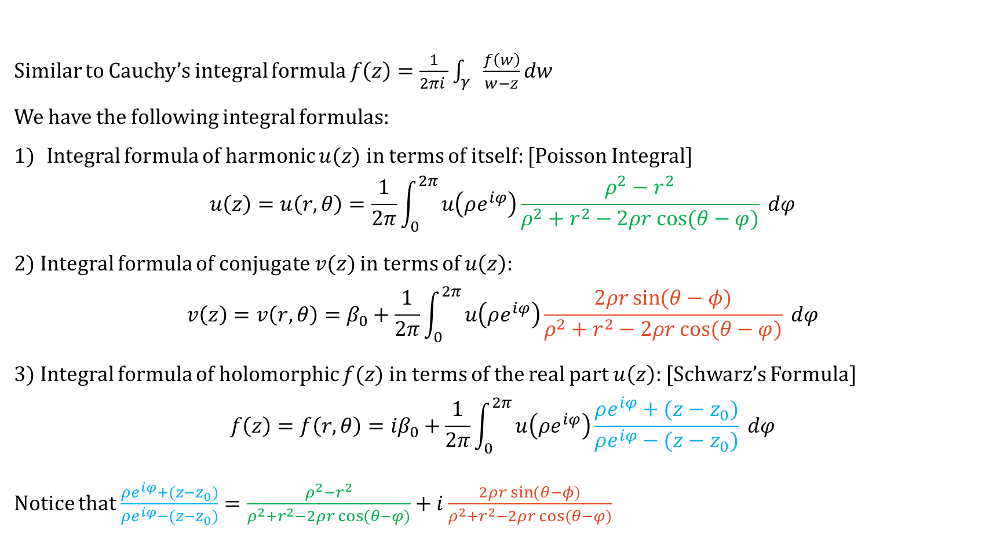 Similar to Cauchy's integral formula $f(z) = \frac{1}{2\pi i} \int_{\gamma} \frac{f(w)}{w-z} dw$
We have the following integral formulas:
1) Integral formula of harmonic $u(z)$ in terms of itself: [Poisson Integral]
$u(z) = u(r, \theta) = \frac{1}{2\pi} \int_{0}^{2\pi} u(\rho e^{i\varphi}) \frac{\rho^2 - r^2}{\rho^2 + r^2 - 2\rho r \cos(\theta - \varphi)} d\varphi$
2) Integral formula of conjugate $v(z)$ in terms of $u(z)$:
$v(z) = v(r, \theta) = \beta_0 + \frac{1}{2\pi} \int_{0}^{2\pi} u(\rho e^{i\varphi}) \frac{2\rho r \sin(\theta - \phi)}{\rho^2 + r^2 - 2\rho r \cos(\theta - \varphi)} d\varphi$
3) Integral formula of holomorphic $f(z)$ in terms of the real part $u(z)$: [Schwarz's Formula]
$f(z) = f(r, \theta) = i\beta_0 + \frac{1}{2\pi} \int_{0}^{2\pi} u(\rho e^{i\varphi}) \frac{\rho e^{i\varphi} + (z - z_0)}{\rho e^{i\varphi} - (z - z_0)} d\varphi$
Notice that $\frac{\rho e^{i\varphi} + (z - z_0)}{\rho e^{i\varphi} - (z - z_0)} = \frac{\rho^2 - r^2}{\rho^2 + r^2 - 2\rho r \cos(\theta - \varphi)} + i \frac{2\rho r \sin(\theta - \phi)}{\rho^2 + r^2 - 2\rho r \cos(\theta - \varphi)}$